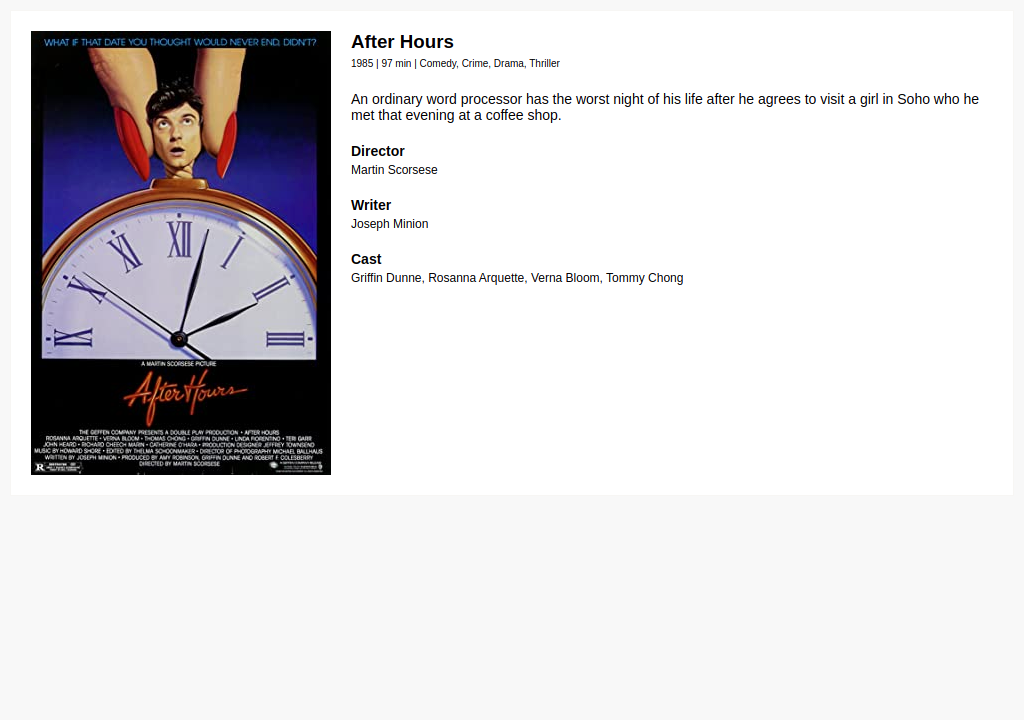 WHAT IF THAT DATE YOU THOUGHT WOULD NEVER END, DIDN'T?
XII
XI
I
X
II
IX
III
A MARTIN SCORSESE PICTURE
After Hours
THE GEFFEN COMPANY PRESENTS A DOUBLE PLAY PRODUCTION • AFTER HOURS
ROSANNA ARQUETTE • VERNA BLOOM • THOMAS CHONG • GRIFFIN DUNNE • LINDA FIORENTINO • TERI GARR
JOHN HEARD • RICHARD CHEECH MARIN • CATHERINE O'HARA • PRODUCTION DESIGNER JEFFREY TOWNSEND
MUSIC BY HOWARD SHORE • EDITED BY THELMA SCHOONMAKER • DIRECTOR OF PHOTOGRAPHY MICHAEL BALLHAUS
WRITTEN BY JOSEPH MINION • PRODUCED BY AMY ROBINSON, GRIFFIN DUNNE AND ROBERT F. COLESBERRY
DIRECTED BY MARTIN SCORSESE
R
After Hours
1985 | 97 min | Comedy, Crime, Drama, Thriller
An ordinary word processor has the worst night of his life after he agrees to visit a girl in Soho who he
met that evening at a coffee shop.
Director
Martin Scorsese
Writer
Joseph Minion
Cast
Griffin Dunne, Rosanna Arquette, Verna Bloom, Tommy Chong